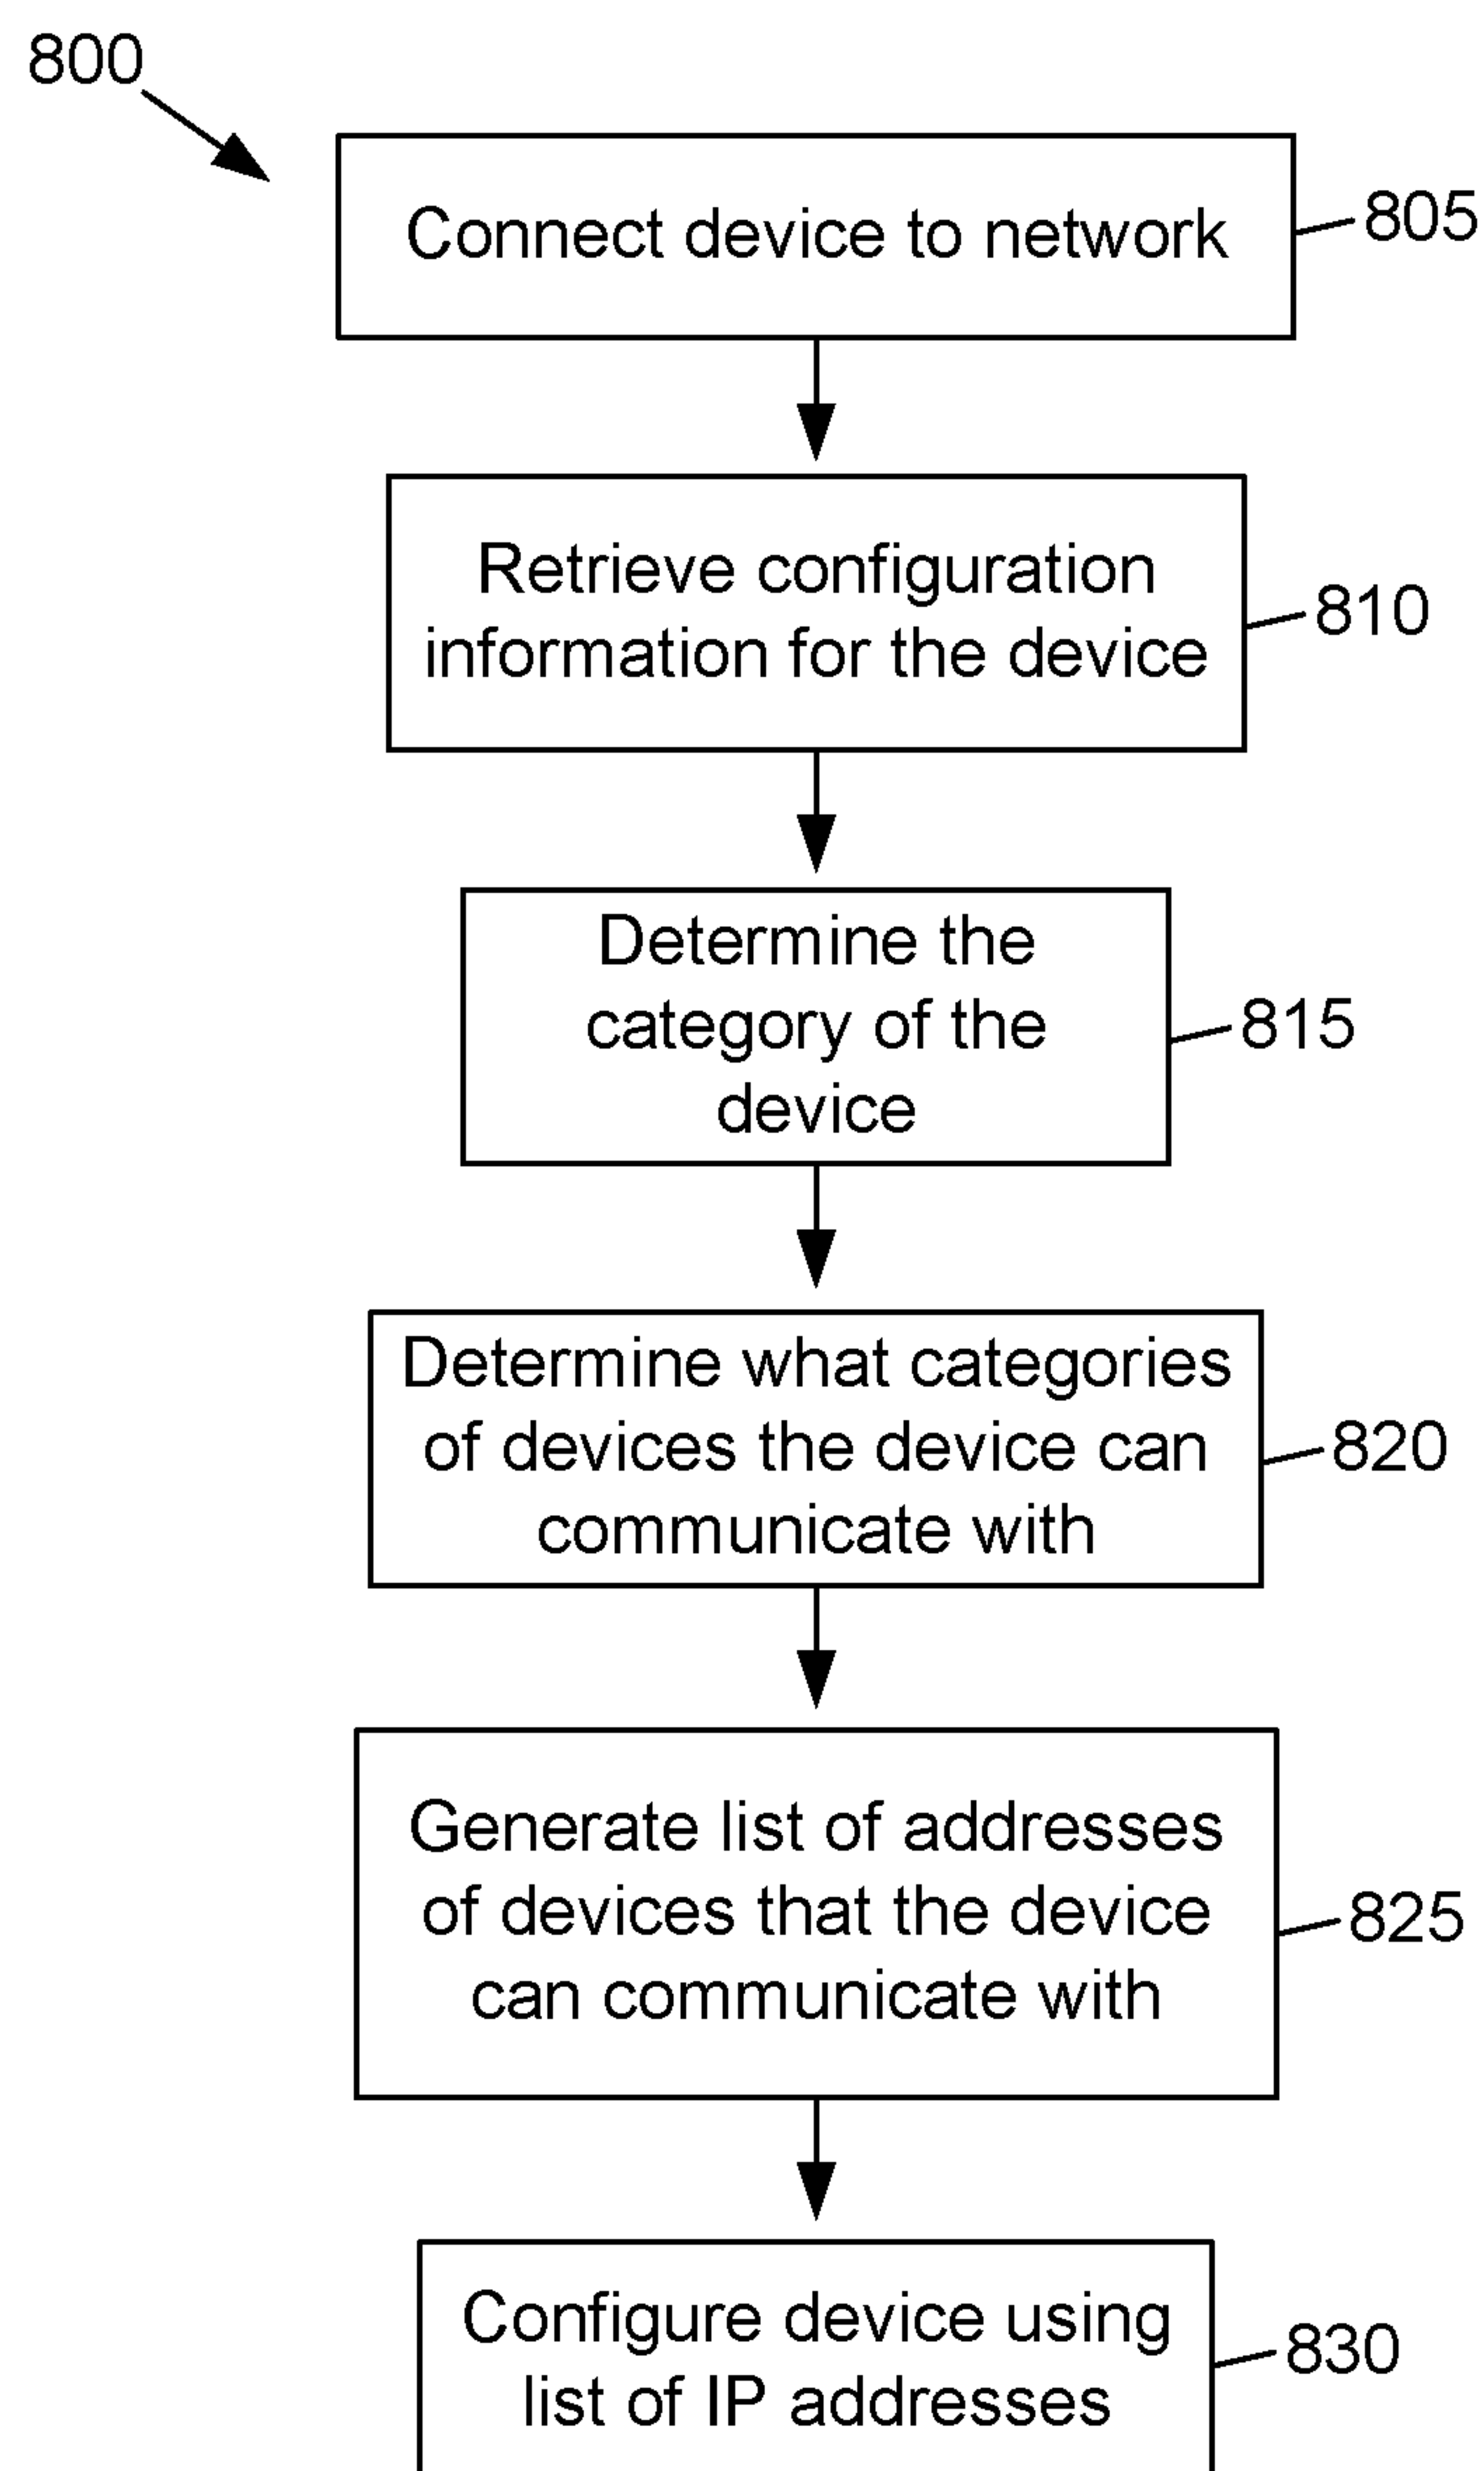 800
Connect device to network
805
Retrieve configuration
information for the device
810
Determine the
category of the
device
815
Determine what categories
of devices the device can
communicate with
820
Generate list of addresses
of devices that the device
can communicate with
825
Configure device using
list of IP addresses
830